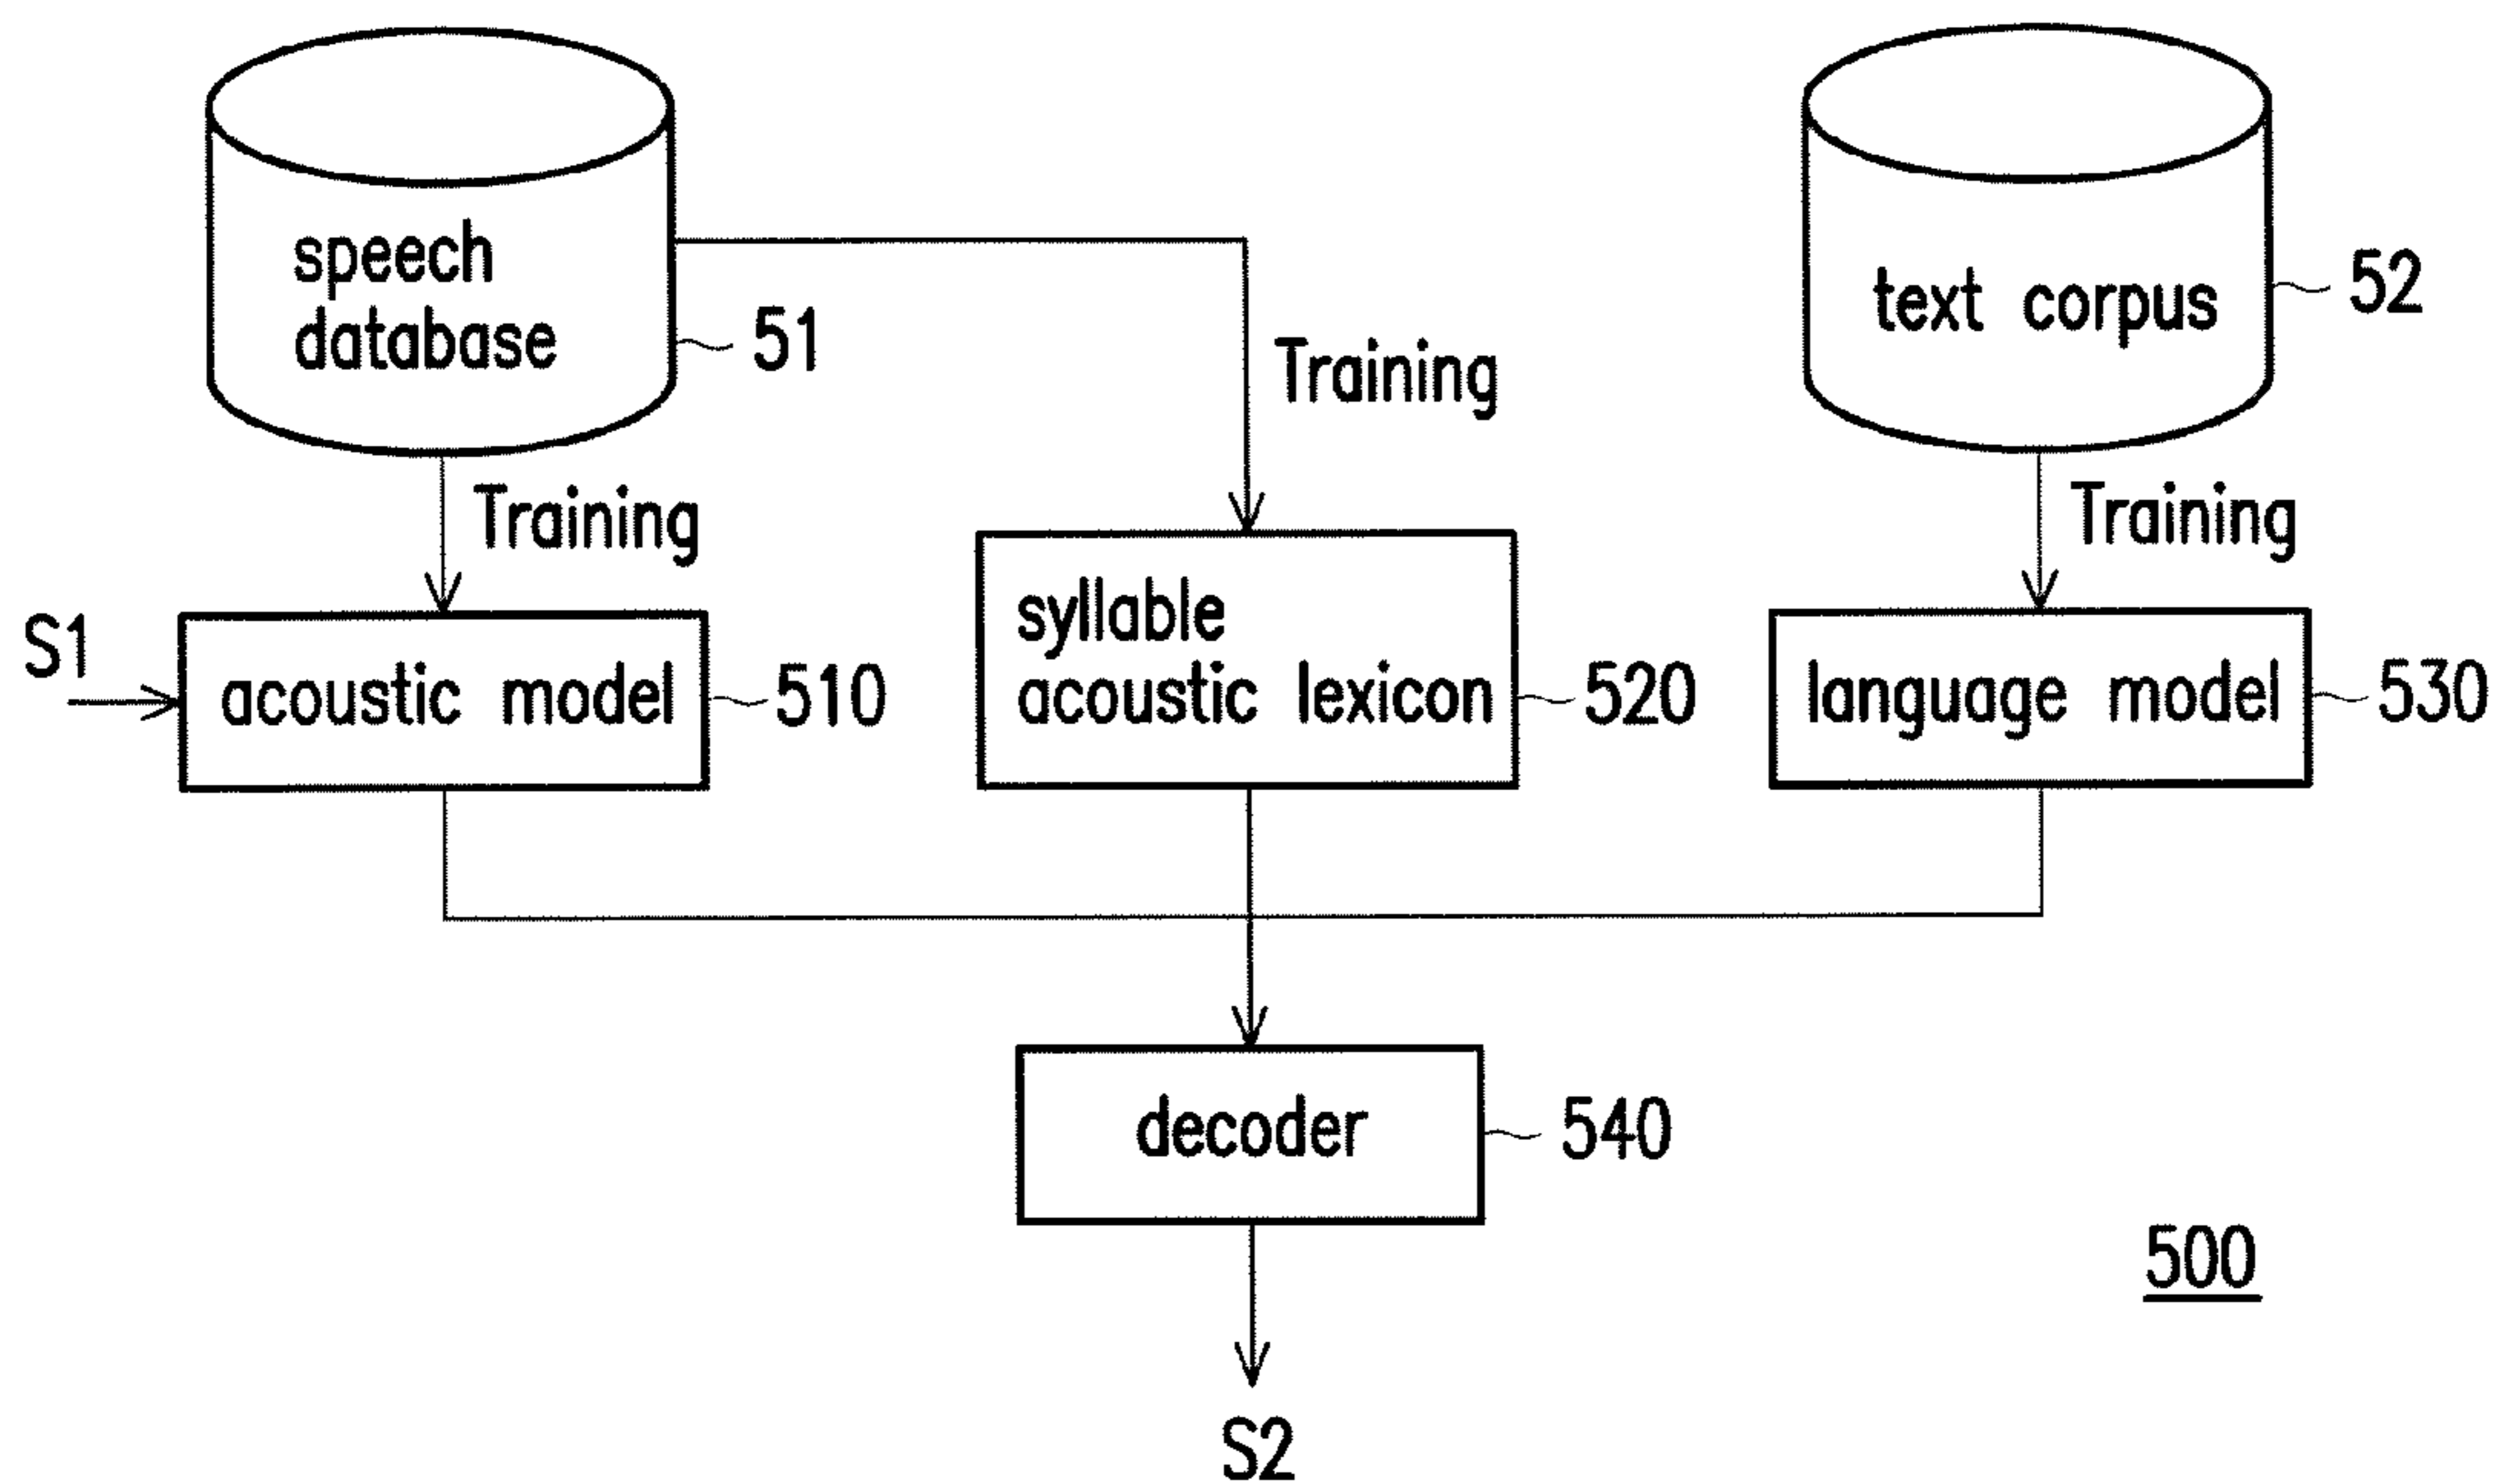 speech
database
51
text corpus
52
Training
Training
Training
S1
acoustic model
510
syllable
acoustic lexicon
520
language model
530
decoder
540
500
S2